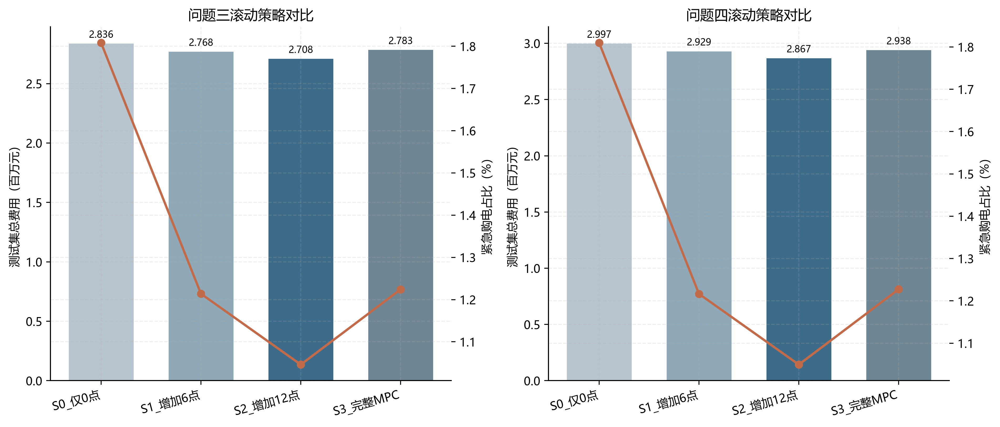 问题三滚动策略对比
2.836
2.768
2.708
2.783
测试集总费用（百万元）
2.5
2.0
1.5
1.0
0.5
0.0
紧急购电占比（%）
1.8
1.7
1.6
1.5
1.4
1.3
1.2
1.1
S0_仅0点
S1_增加6点
S2_增加12点
S3_完整MPC
问题四滚动策略对比
2.997
2.929
2.867
2.938
测试集总费用（百万元）
3.0
2.5
2.0
1.5
1.0
0.5
0.0
紧急购电占比（%）
1.8
1.7
1.6
1.5
1.4
1.3
1.2
1.1
S0_仅0点
S1_增加6点
S2_增加12点
S3_完整MPC